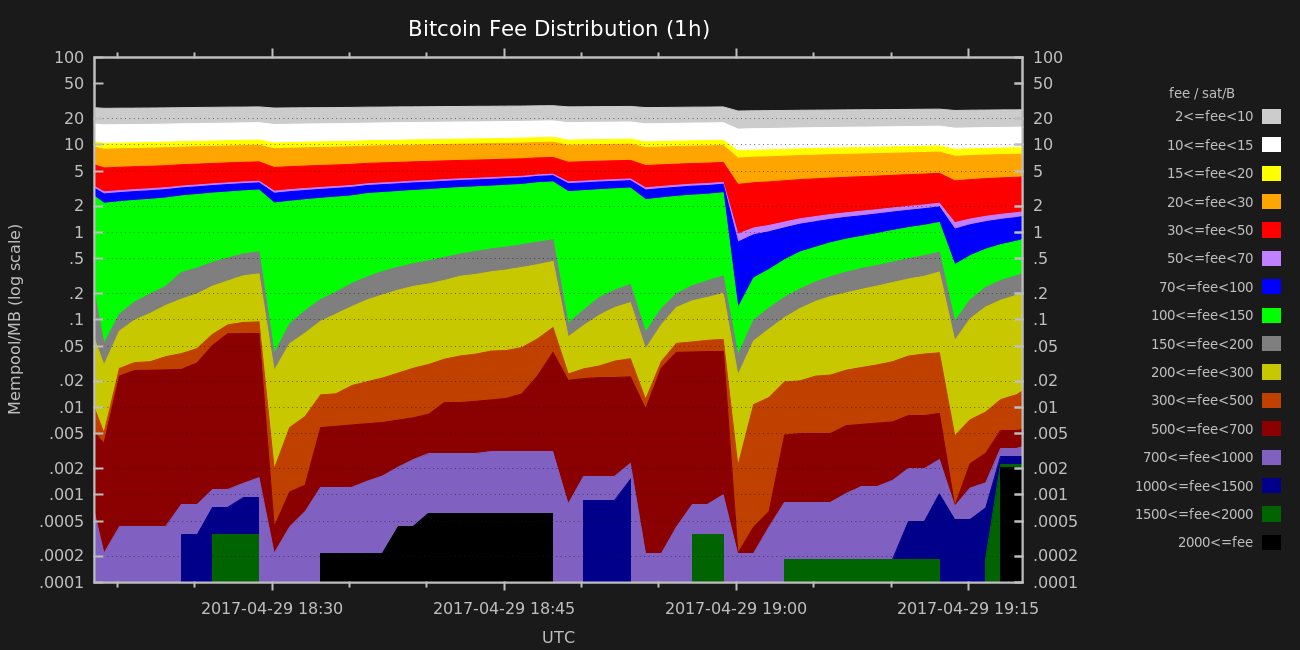 Bitcoin Fee Distribution (1h)
100 100
50 50
20 20
10 10
5 5
2 2
1 1
.5 .5
.2 .2
.1 .1
.05 .05
.02 .02
.01 .01
.005 .005
.002 .002
.001 .001
.0005 .0005
.0002 .0002
.0001 .0001
Mempool/MB (log scale)
2017-04-29 18:30 2017-04-29 18:45 2017-04-29 19:00 2017-04-29 19:15
UTC
fee / sat/B
2<=fee<10
10<=fee<15
15<=fee<20
20<=fee<30
30<=fee<50
50<=fee<70
70<=fee<100
100<=fee<150
150<=fee<200
200<=fee<300
300<=fee<500
500<=fee<700
700<=fee<1000
1000<=fee<1500
1500<=fee<2000
2000<=fee